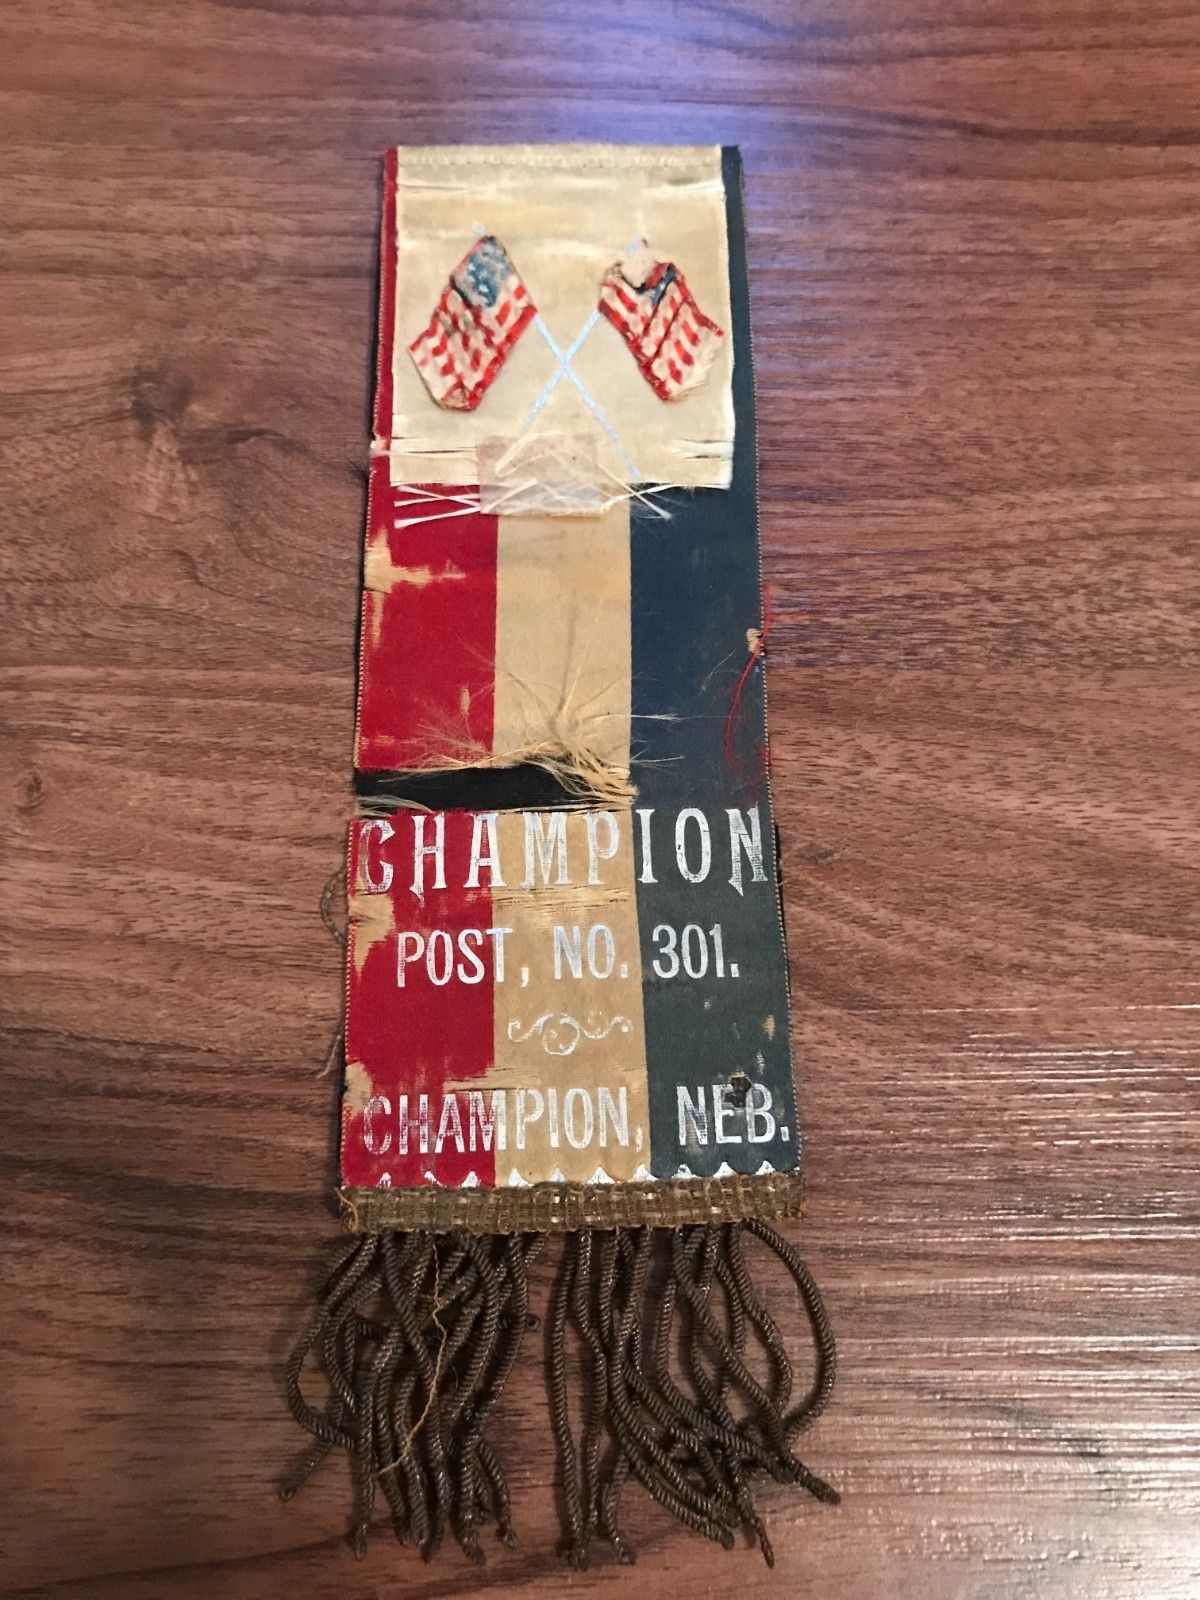 CHAMPION
POST, NO. 301.
CHAMPION, NEB.